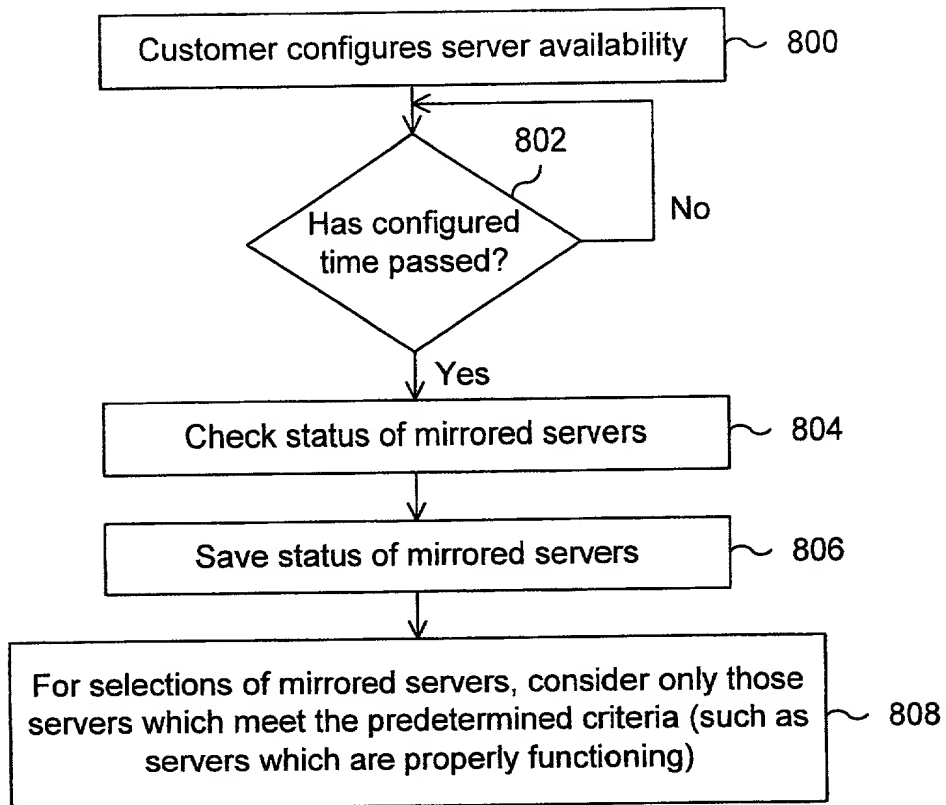 Customer configures server availability
800
802
Has configured
time passed?
No
Yes
Check status of mirrored servers
804
Save status of mirrored servers
806
For selections of mirrored servers, consider only those
servers which meet the predetermined criteria (such as
servers which are properly functioning)
808